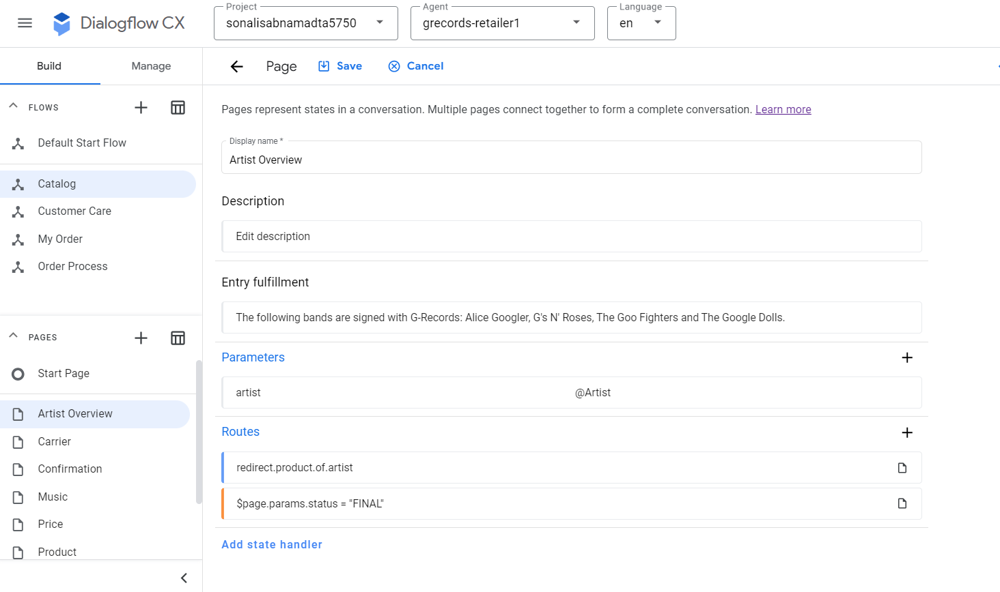 Dialogflow CX
Project
sonalisabnamadta5750
Agent
grecords-retailer1
Language
en
Build
Manage
Page
Save
Cancel
FLOWS
Default Start Flow
Catalog
Customer Care
My Order
Order Process
PAGES
Start Page
Artist Overview
Carrier
Confirmation
Music
Price
Product
Pages represent states in a conversation. Multiple pages connect together to form a complete conversation. Learn more
Display name *
Artist Overview
Description
Edit description
Entry fulfillment
The following bands are signed with G-Records: Alice Googler, G's N' Roses, The Goo Fighters and The Google Dolls.
Parameters
artist @Artist
Routes
redirect.product.of.artist
$page.params.status = "FINAL"
Add state handler